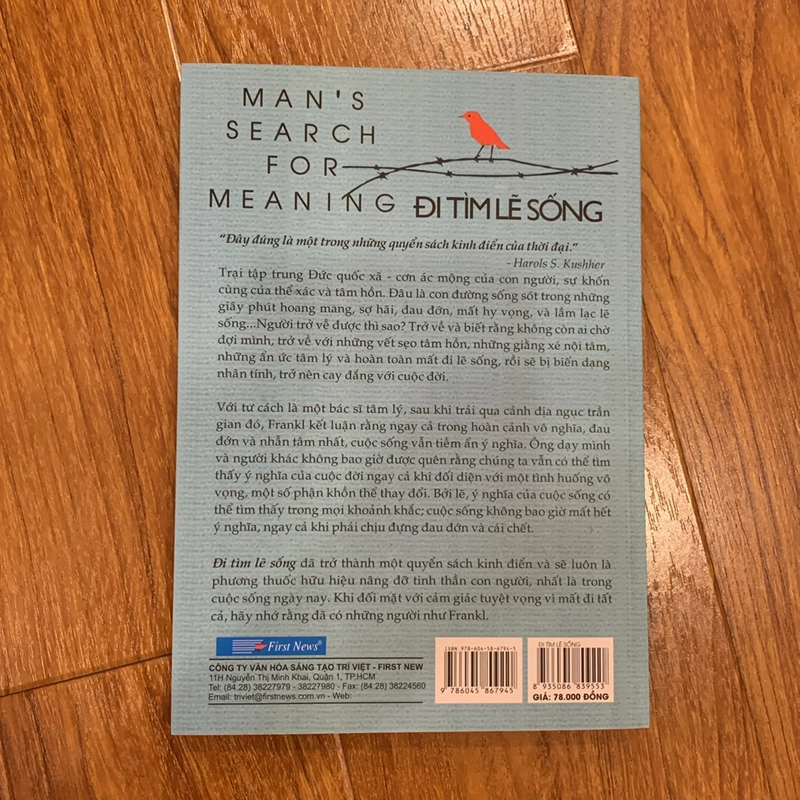 MAN'S
SEARCH
FOR
MEANING ĐI TÌM LẼ SỐNG
"Đây đúng là một trong những quyển sách kinh điển của thời đại."
- Harols S. Kushher
Trại tập trung Đức quốc xã - cơn ác mộng của con người, sự khốn
cùng của thể xác và tâm hồn. Đâu là con đường sống sót trong những
giây phút hoang mang, sợ hãi, đau đớn, mất hy vọng, và lầm lạc lẽ
sống...Người trở về được thì sao? Trở về và biết rằng không còn ai chờ
đợi mình, trở về với những vết sẹo tâm hồn, những giằng xé nội tâm,
những ẩn ức tâm lý và hoàn toàn mất đi lẽ sống, rồi sẽ bị biến dạng
nhân tính, trở nên cay đắng với cuộc đời.
Với tư cách là một bác sĩ tâm lý, sau khi trải qua cảnh địa ngục trần
gian đó, Frankl kết luận rằng ngay cả trong hoàn cảnh vô nghĩa, đau
đớn và nhẫn tâm nhất, cuộc sống vẫn tiềm ẩn ý nghĩa. Ông dạy mình
và người khác không bao giờ được quên rằng chúng ta vẫn có thể tìm
thấy ý nghĩa của cuộc đời ngay cả khi đối diện với một tình huống vô
vọng, một số phận khôn thể thay đổi. Bởi lẽ, ý nghĩa của cuộc sống có
thể tìm thấy trong mọi khoảnh khắc; cuộc sống không bao giờ mất hết
ý nghĩa, ngay cả khi phải chịu đựng đau đớn và cái chết.
Đi tìm lẽ sống đã trở thành một quyển sách kinh điển và sẽ luôn là
phương thuốc hữu hiệu nâng đỡ tinh thần con người, nhất là trong
cuộc sống ngày nay. Khi đối mặt với cảm giác tuyệt vọng vì mất đi tất
cả, hãy nhớ rằng đã có những người như Frankl.
First News®
CÔNG TY VĂN HÓA SÁNG TẠO TRÍ VIỆT - FIRST NEW
11H Nguyễn Thị Minh Khai, Quận 1, TP.HCM
Tel: (84.28) 38227979 - 38227980 - Fax: (84.28) 38224560
Email: triviet@firstnews.com.vn - Web:
ISBN 978-604-58-6794-5
9 786045 867945
ĐI TÌM LẼ SỐNG
8 935086 839553
GIÁ: 78.000 ĐỒNG